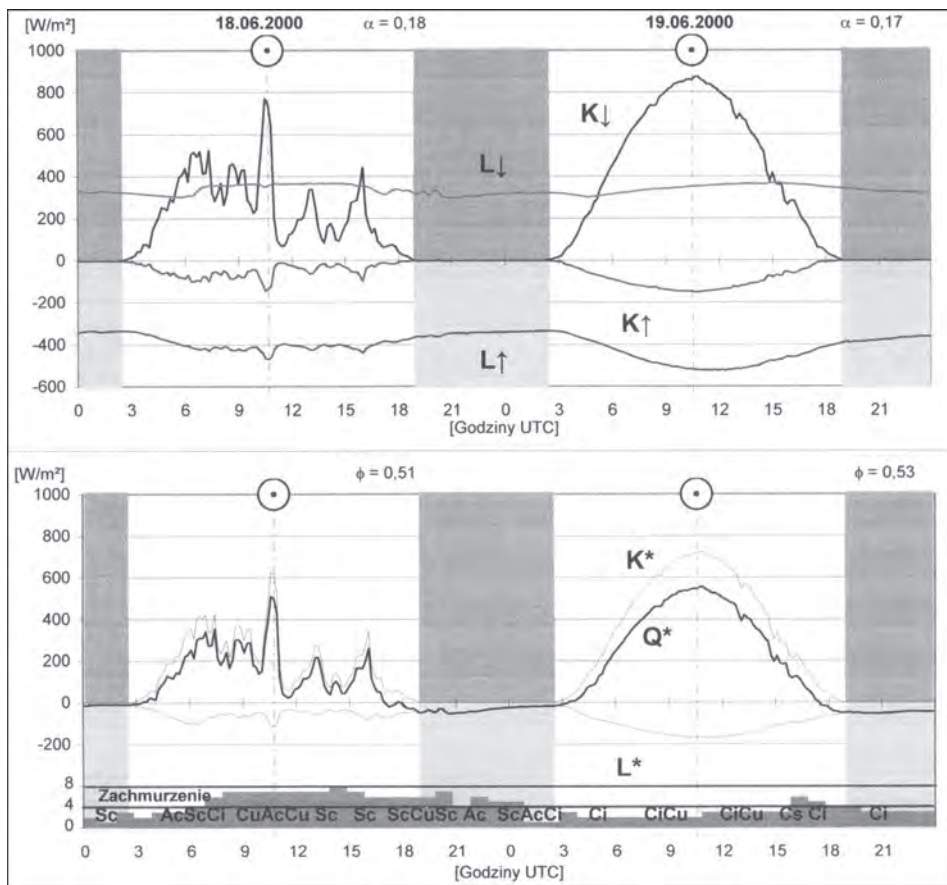 [W/m²] 18.06.2000 α = 0,18 19.06.2000 α = 0,17
1000
800
600
400
200
0
-200
-400
-600
K↓
L↓
K↑
L↑
0 3 6 9 12 15 18 21 0 3 6 9 12 15 18 21
[Godziny UTC]
[W/m²] ϕ = 0,51 ϕ = 0,53
1000
800
600
400
200
0
-200
K*
Q*
L*
8
4
0
Zachmurzenie
Sc AcScCi CuAcCu Sc Sc ScCuSc Ac ScAcCi Ci CiCu CiCu Cs Ci Ci
0 3 6 9 12 15 18 21 0 3 6 9 12 15 18 21
[Godziny UTC]